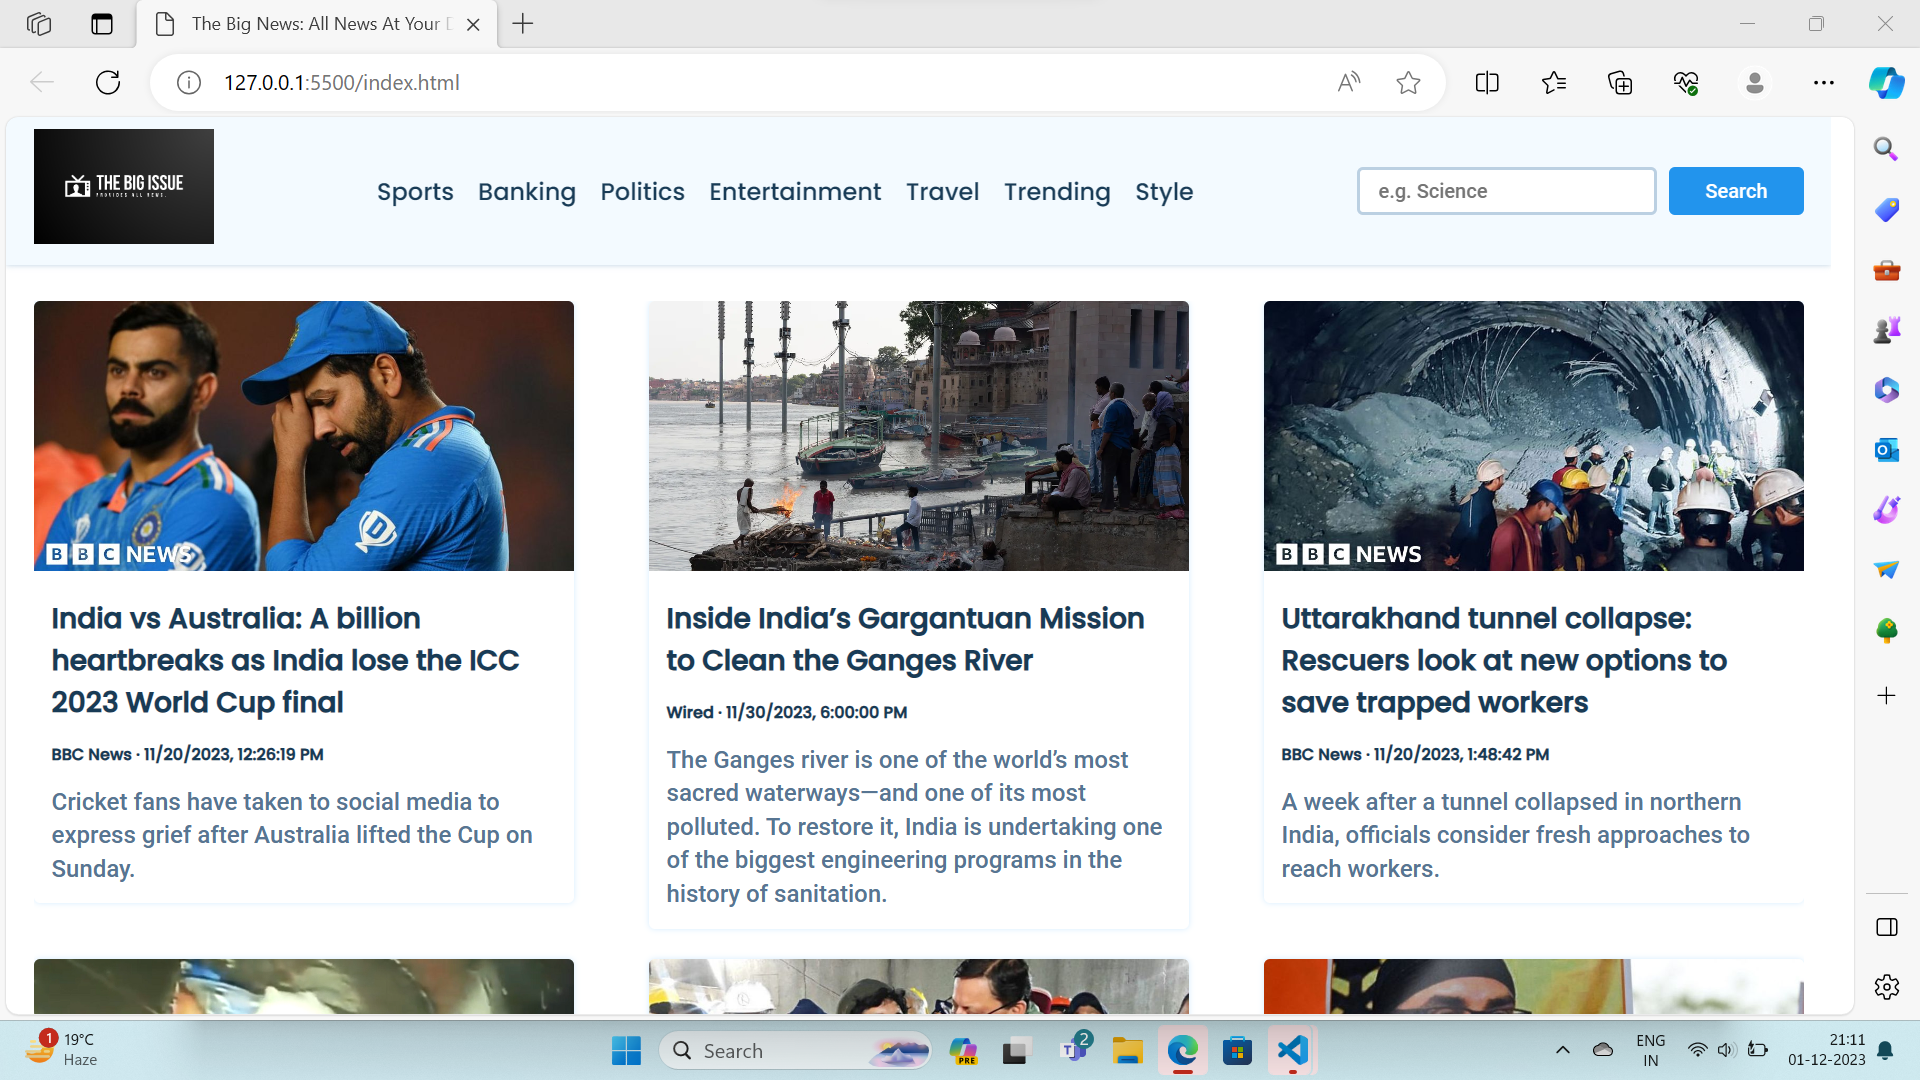 The Big News: All News At Your D
127.0.0.1:5500/index.html
THE BIG ISSUE
PROVIDED ALL NEWS.
Sports Banking Politics Entertainment Travel Trending Style
e.g. Science
Search
BBC NEWS
India vs Australia: A billion
heartbreaks as India lose the ICC
2023 World Cup final
BBC News · 11/20/2023, 12:26:19 PM
Cricket fans have taken to social media to
express grief after Australia lifted the Cup on
Sunday.
Inside India’s Gargantuan Mission
to Clean the Ganges River
Wired · 11/30/2023, 6:00:00 PM
The Ganges river is one of the world’s most
sacred waterways—and one of its most
polluted. To restore it, India is undertaking one
of the biggest engineering programs in the
history of sanitation.
BBC NEWS
Uttarakhand tunnel collapse:
Rescuers look at new options to
save trapped workers
BBC News · 11/20/2023, 1:48:42 PM
A week after a tunnel collapsed in northern
India, officials consider fresh approaches to
reach workers.
1
19°C
Haze
Search
PRE
2
ENG
IN
21:11
01-12-2023